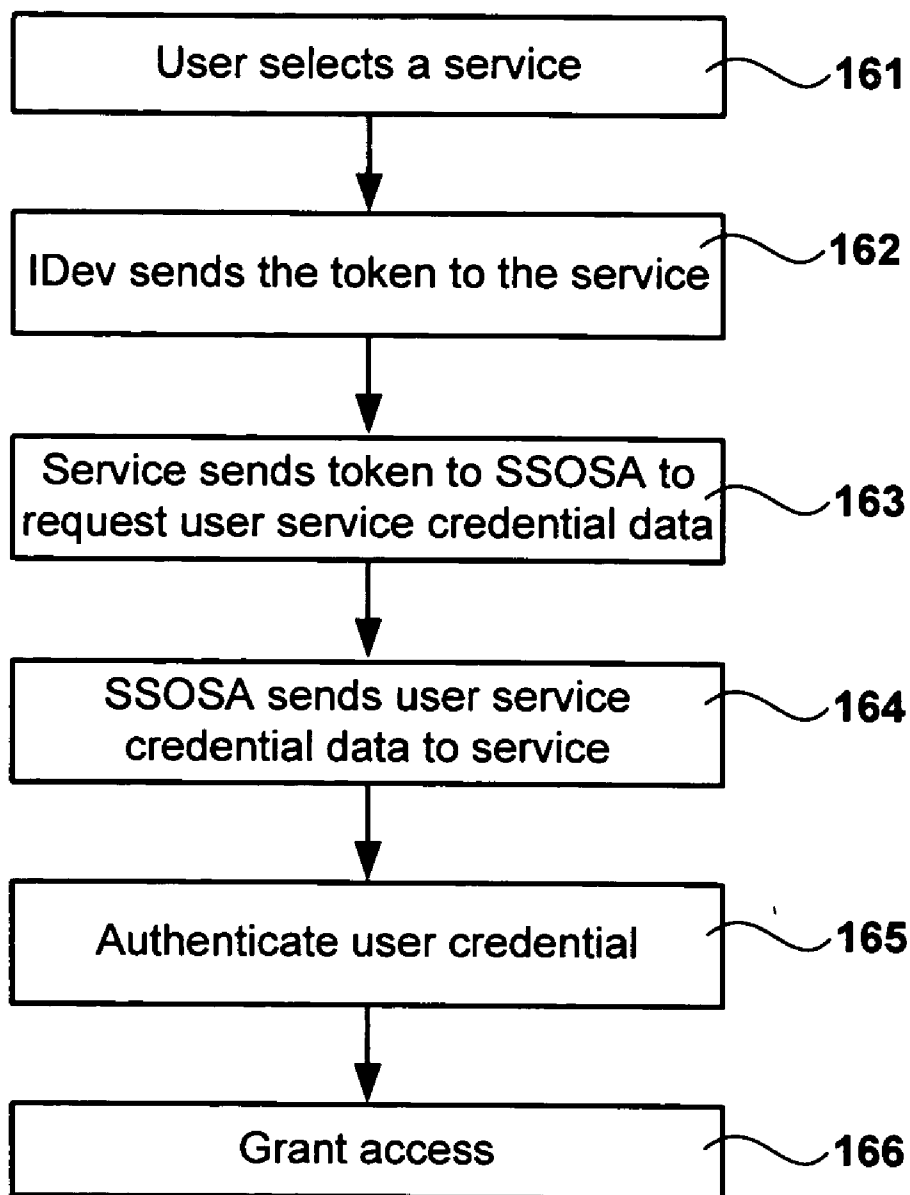 User selects a service
161
IDev sends the token to the service
162
Service sends token to SSOSA to
request user service credential data
163
SSOSA sends user service
credential data to service
164
Authenticate user credential
165
Grant access
166